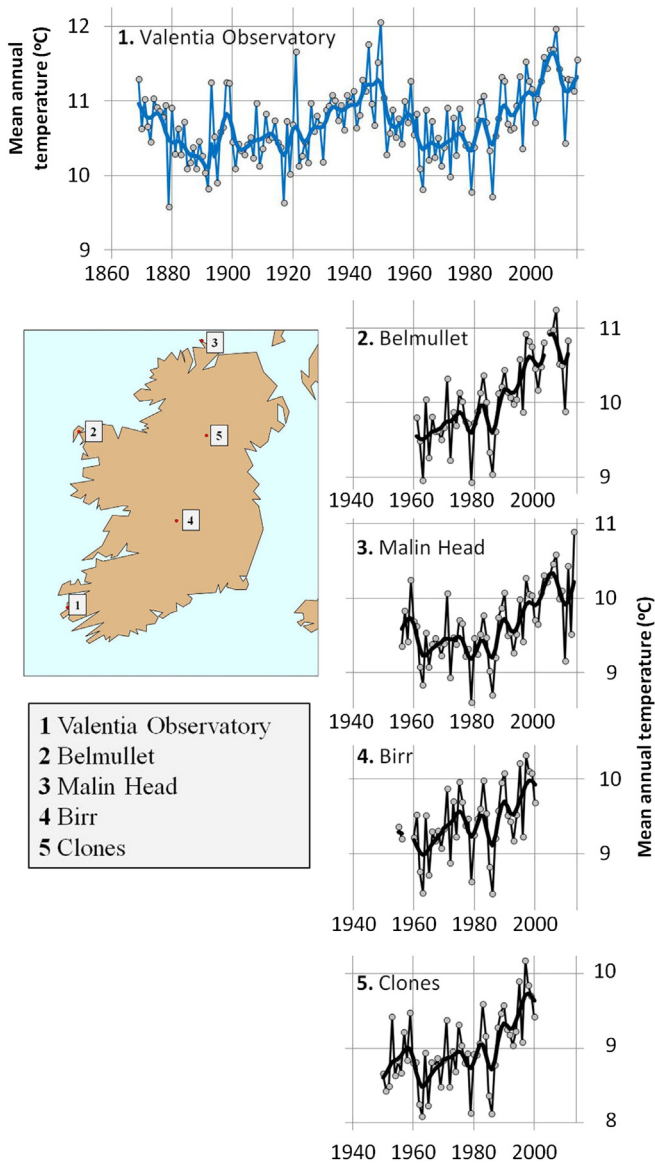 Mean annual
temperature (ºC)
1. Valentia Observatory
12
11
10
9
1860 1880 1900 1920 1940 1960 1980 2000
3
2
5
4
1
1 Valentia Observatory
2 Belmullet
3 Malin Head
4 Birr
5 Clones
2. Belmullet
11
10
9
1940 1960 1980 2000
3. Malin Head
11
10
9
1940 1960 1980 2000
4. Birr
10
9
1940 1960 1980 2000
5. Clones
10
9
8
1940 1960 1980 2000
Mean annual temperature (ºC)